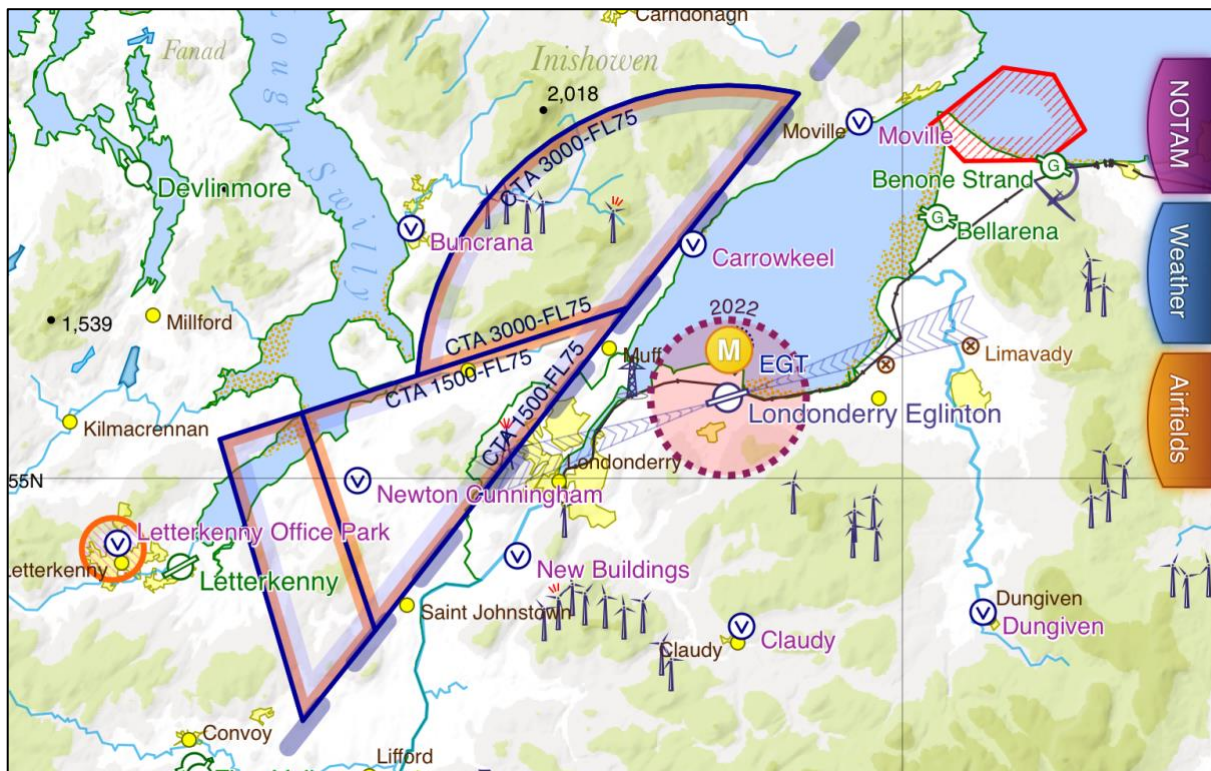 Carndonagh
Fanad
Lough Swilly
Inishowen
2,018
CTA 3000-FL75
Moville
Moville
NOTAM
Devlinmore
Benone Strand
G
G
Bellarena
V
Buncrana
V
V
Carrowkeel
Weather
1,539
Millford
CTA 3000-FL75
CTA 1500-FL75
CTA 1500-FL75
2022
M
Muff
EGT
Limavady
Londonderry Eglinton
Airfields
Kilmacrennan
Londonderry
55N
V
Newton Cunningham
V
Letterkenny Office Park
Letterkenny
Letterkenny
V
New Buildings
Saint Johnstown
Claudy
V
Claudy
Dungiven
V
Dungiven
Convoy
Lifford